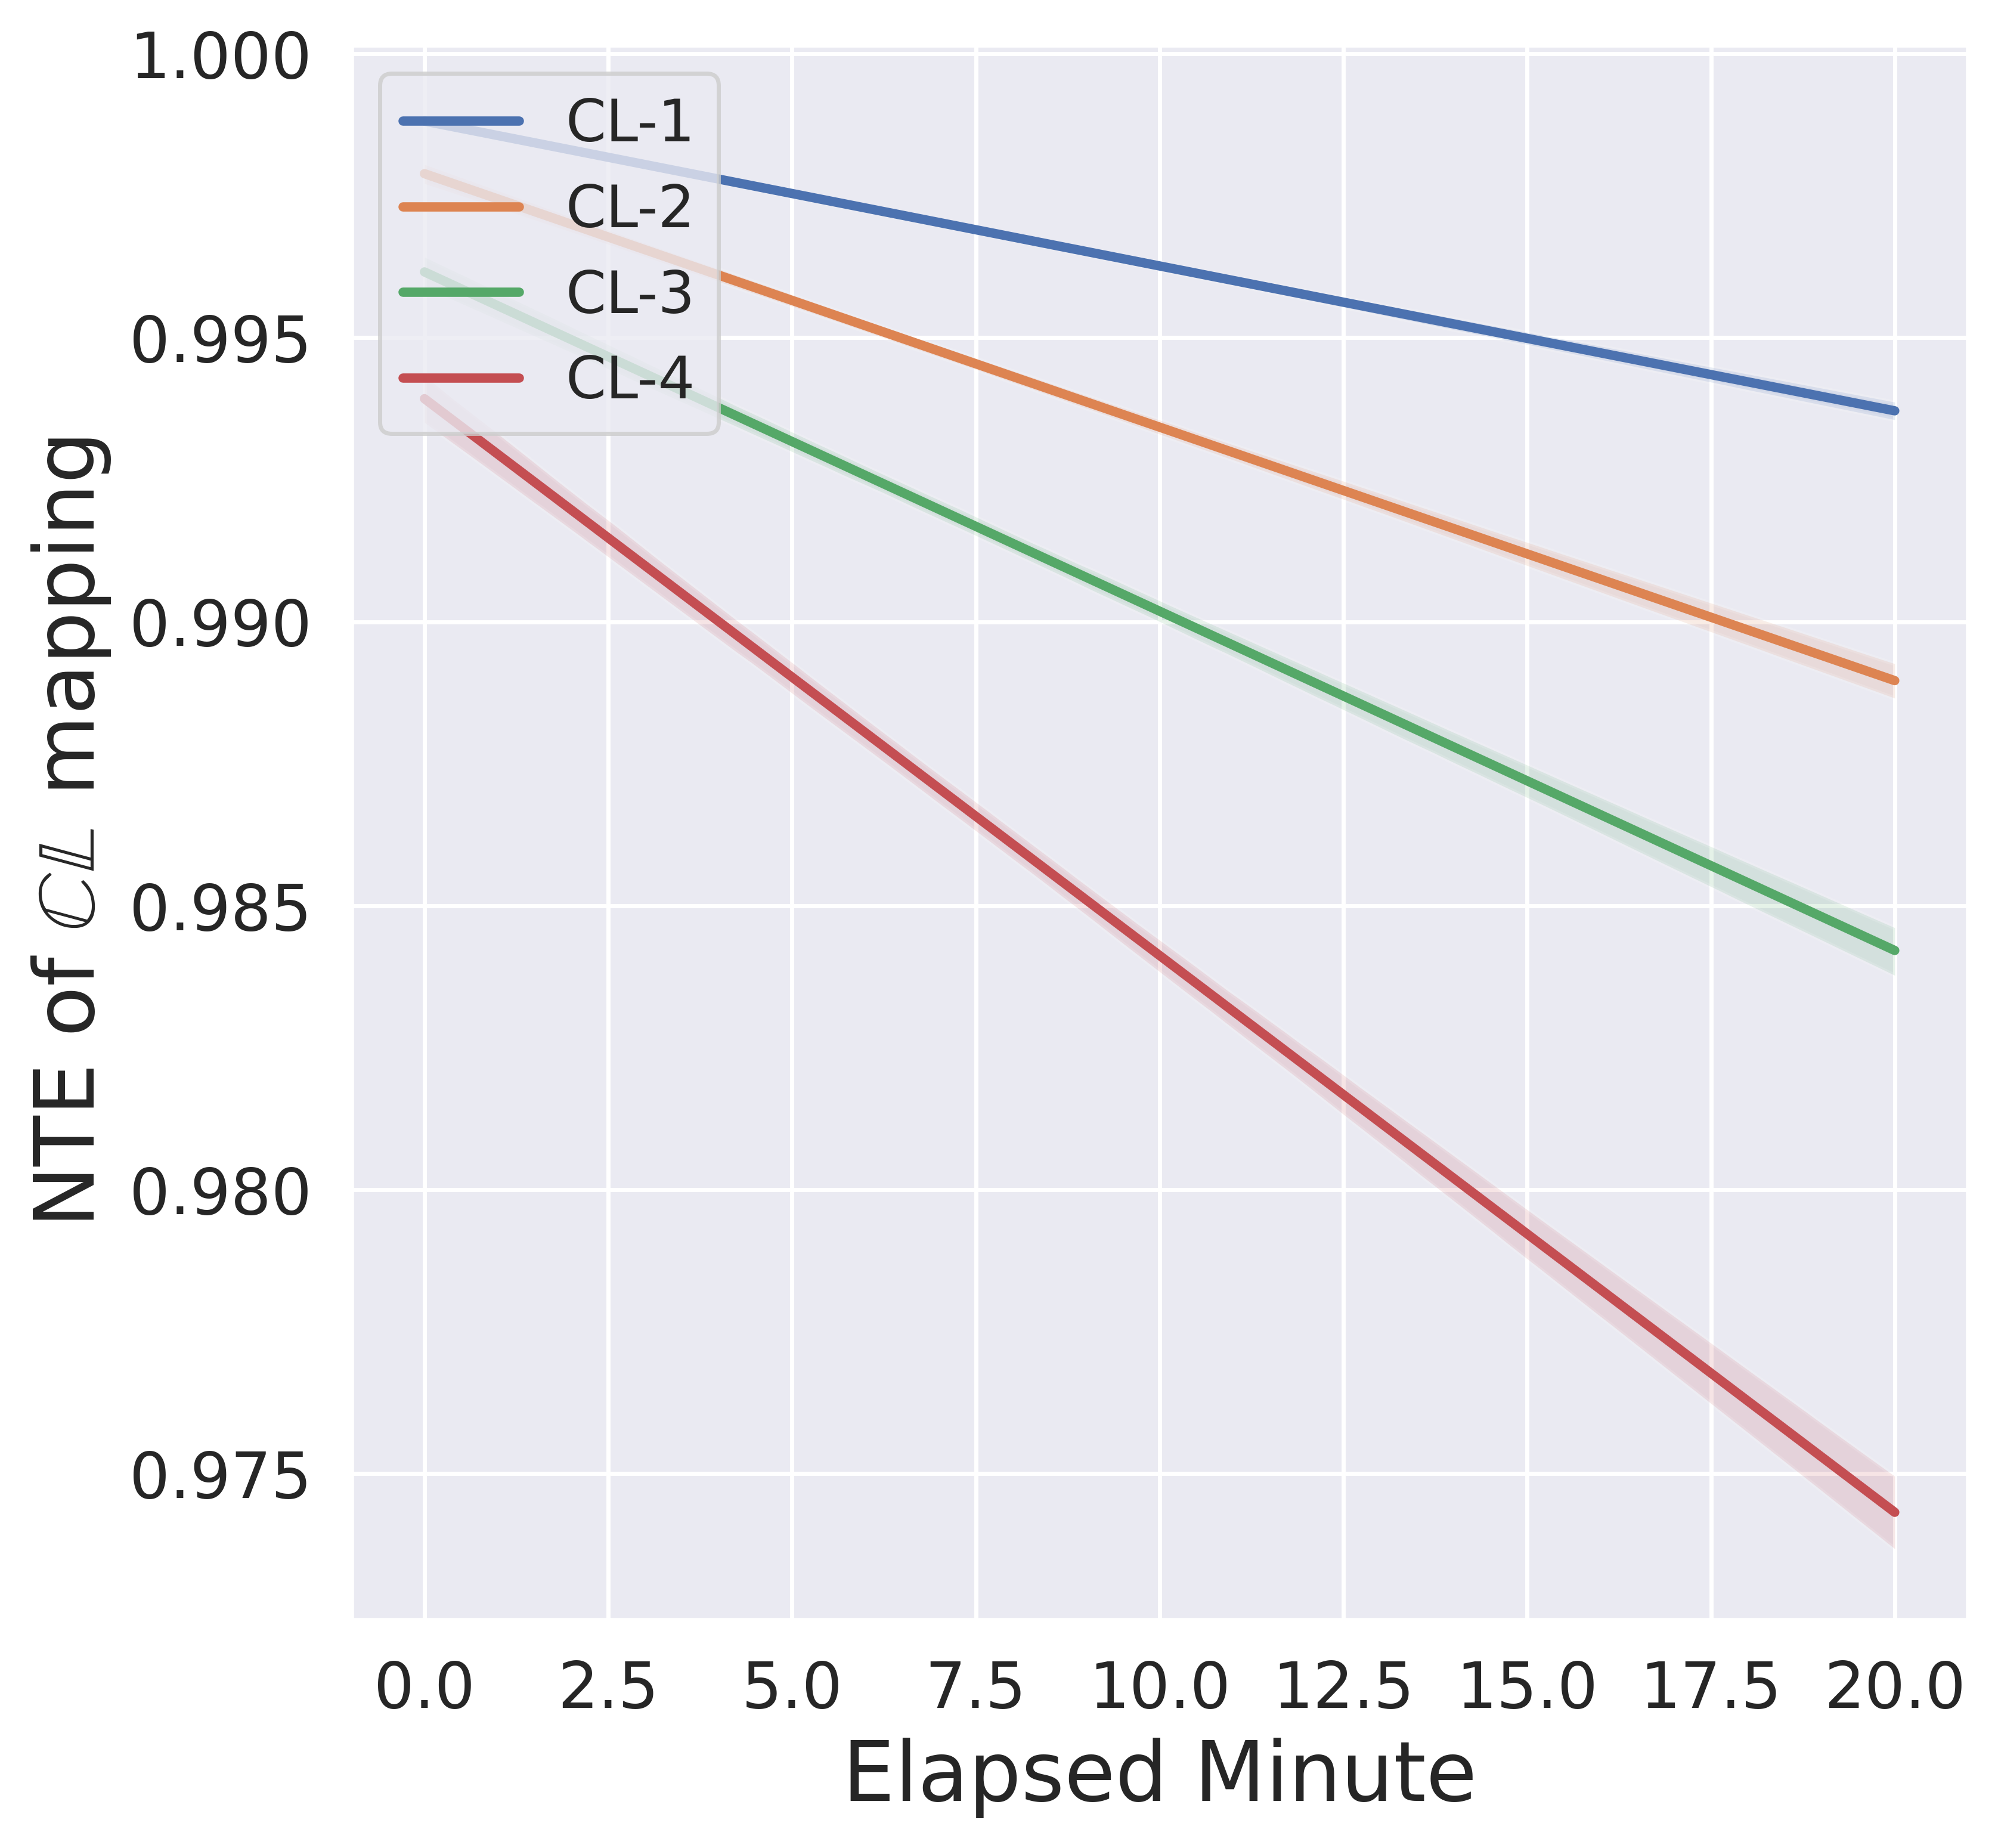 1.000
0.995
0.990
0.985
0.980
0.975
NTE of ℂ𝕃 mapping
CL-1
CL-2
CL-3
CL-4
0.0 2.5 5.0 7.5 10.0 12.5 15.0 17.5 20.0
Elapsed Minute